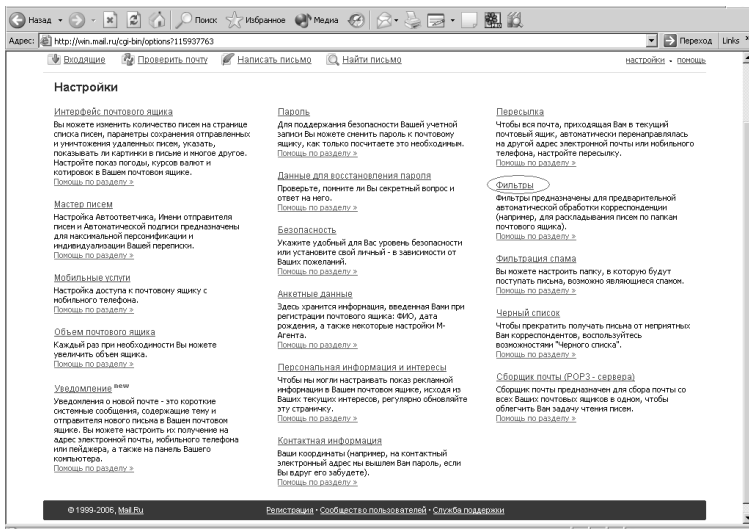 Назад Поиск Избранное Медиа
Адрес: http://win.mail.ru/cgi-bin/options?115937763 Переход Links »
Входящие Проверить почту Написать письмо Найти письмо настройки • помощь
Настройки
Интерфейс почтового ящика
Вы можете изменить количество писем на странице
списка писем, параметры сохранения отправленных
и уничтожения удаленных писем, указать,
показывать ли картинки в письме и многое другое.
Настройте показ погоды, курсов валют и
котировок в Вашем почтовом ящике.
Помощь по разделу »
Мастер писем
Настройка Автоответчика, Имени отправителя
писем и Автоматической подписи предназначены
для максимальной персонификации и
индивидуализации Вашей переписки.
Помощь по разделу »
Мобильные услуги
Настройка доступа к почтовому ящику с
мобильного телефона.
Помощь по разделу »
Объем почтового ящика
Каждый раз при необходимости Вы можете
увеличить объем ящика.
Помощь по разделу »
Уведомление new
Уведомления о новой почте - это короткие
системные сообщения, содержащие тему и
отправителя нового письма в Вашем почтовом
ящике. Вы можете настроить их получение на
адрес электронной почты, мобильного телефона
или пейджера, а также на панель Вашего
компьютера.
Помощь по разделу »
Пароль
Для поддержания безопасности Вашей учетной
записи Вы можете сменить пароль к почтовому
ящику, как только посчитаете это необходимым.
Помощь по разделу »
Данные для восстановления пароля
Проверьте, помните ли Вы секретный вопрос и
ответ на него.
Помощь по разделу »
Безопасность
Укажите удобный для Вас уровень безопасности
или установите свой личный - в зависимости от
Ваших пожеланий.
Помощь по разделу »
Анкетные данные
Здесь хранится информация, введенная Вами при
регистрации почтового ящика: ФИО, дата
рождения, а также некоторые настройки М-
Агента.
Помощь по разделу »
Персональная информация и интересы
Чтобы мы могли настраивать показ рекламной
информации в Вашем почтовом ящике, исходя из
Ваших текущих интересов, регулярно обновляйте
эту страничку.
Помощь по разделу »
Контактная информация
Ваши координаты (например, на контактный
электронный адрес мы вышлем Вам пароль, если
Вы вдруг его забудете).
Помощь по разделу »
Пересылка
Чтобы вся почта, приходящая Вам в текущий
почтовый ящик, автоматически перенаправлялась
на другой адрес электронной почты или мобильного
телефона, настройте пересылку.
Помощь по разделу »
Фильтры
Фильтры предназначены для предварительной
автоматической обработки корреспонденции
(например, для раскладывания писем по папкам
почтового ящика).
Помощь по разделу »
Фильтрация спама
Вы можете настроить папку, в которую будут
поступать письма, возможно являющиеся спамом.
Помощь по разделу »
Черный список
Чтобы прекратить получать письма от неприятных
Вам корреспондентов, воспользуйтесь
возможностями "Черного списка".
Помощь по разделу »
Сборщик почты (POP3 - сервера)
Сборщик почты предназначен для сбора почты со
всех Ваших почтовых ящиков в одном, чтобы
облегчить Вам задачу чтения писем.
Помощь по разделу »
© 1999-2006, Mail.Ru Регистрация • Сообщество пользователей • Служба поддержки